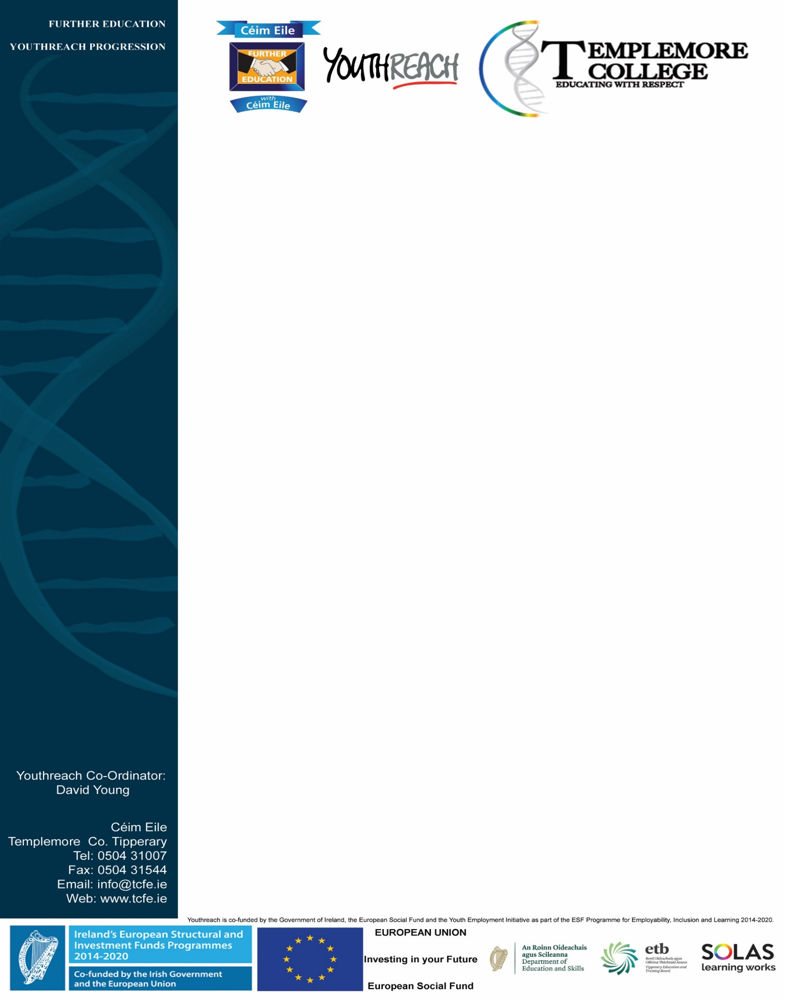 FURTHER EDUCATION
YOUTHREACH PROGRESSION
Céim Eile
FURTHER
EDUCATION
with
Céim Eile
YOUTHREACH
TEMPLEMORE
COLLEGE
EDUCATING WITH RESPECT
Youthreach Co-Ordinator:
David Young
Céim Eile
Templemore Co. Tipperary
Tel: 0504 31007
Fax: 0504 31544
Email: info@tcfe.ie
Web: www.tcfe.ie
Youthreach is co-funded by the Government of Ireland, the European Social Fund and the Youth Employment Initiative as part of the ESF Programme for Employability, Inclusion and Learning 2014-2020.
Ireland's European Structural and
Investment Funds Programmes
2014-2020
Co-funded by the Irish Government
and the European Union
EUROPEAN UNION
Investing in your Future
European Social Fund
An Roinn Oideachais
agus Scileanna
Department of
Education and Skills
etb
Bord Oideachais agus
Oiliúna Thiobraid Árann
Tipperary Education and
Training Board
SOLAS
learning works